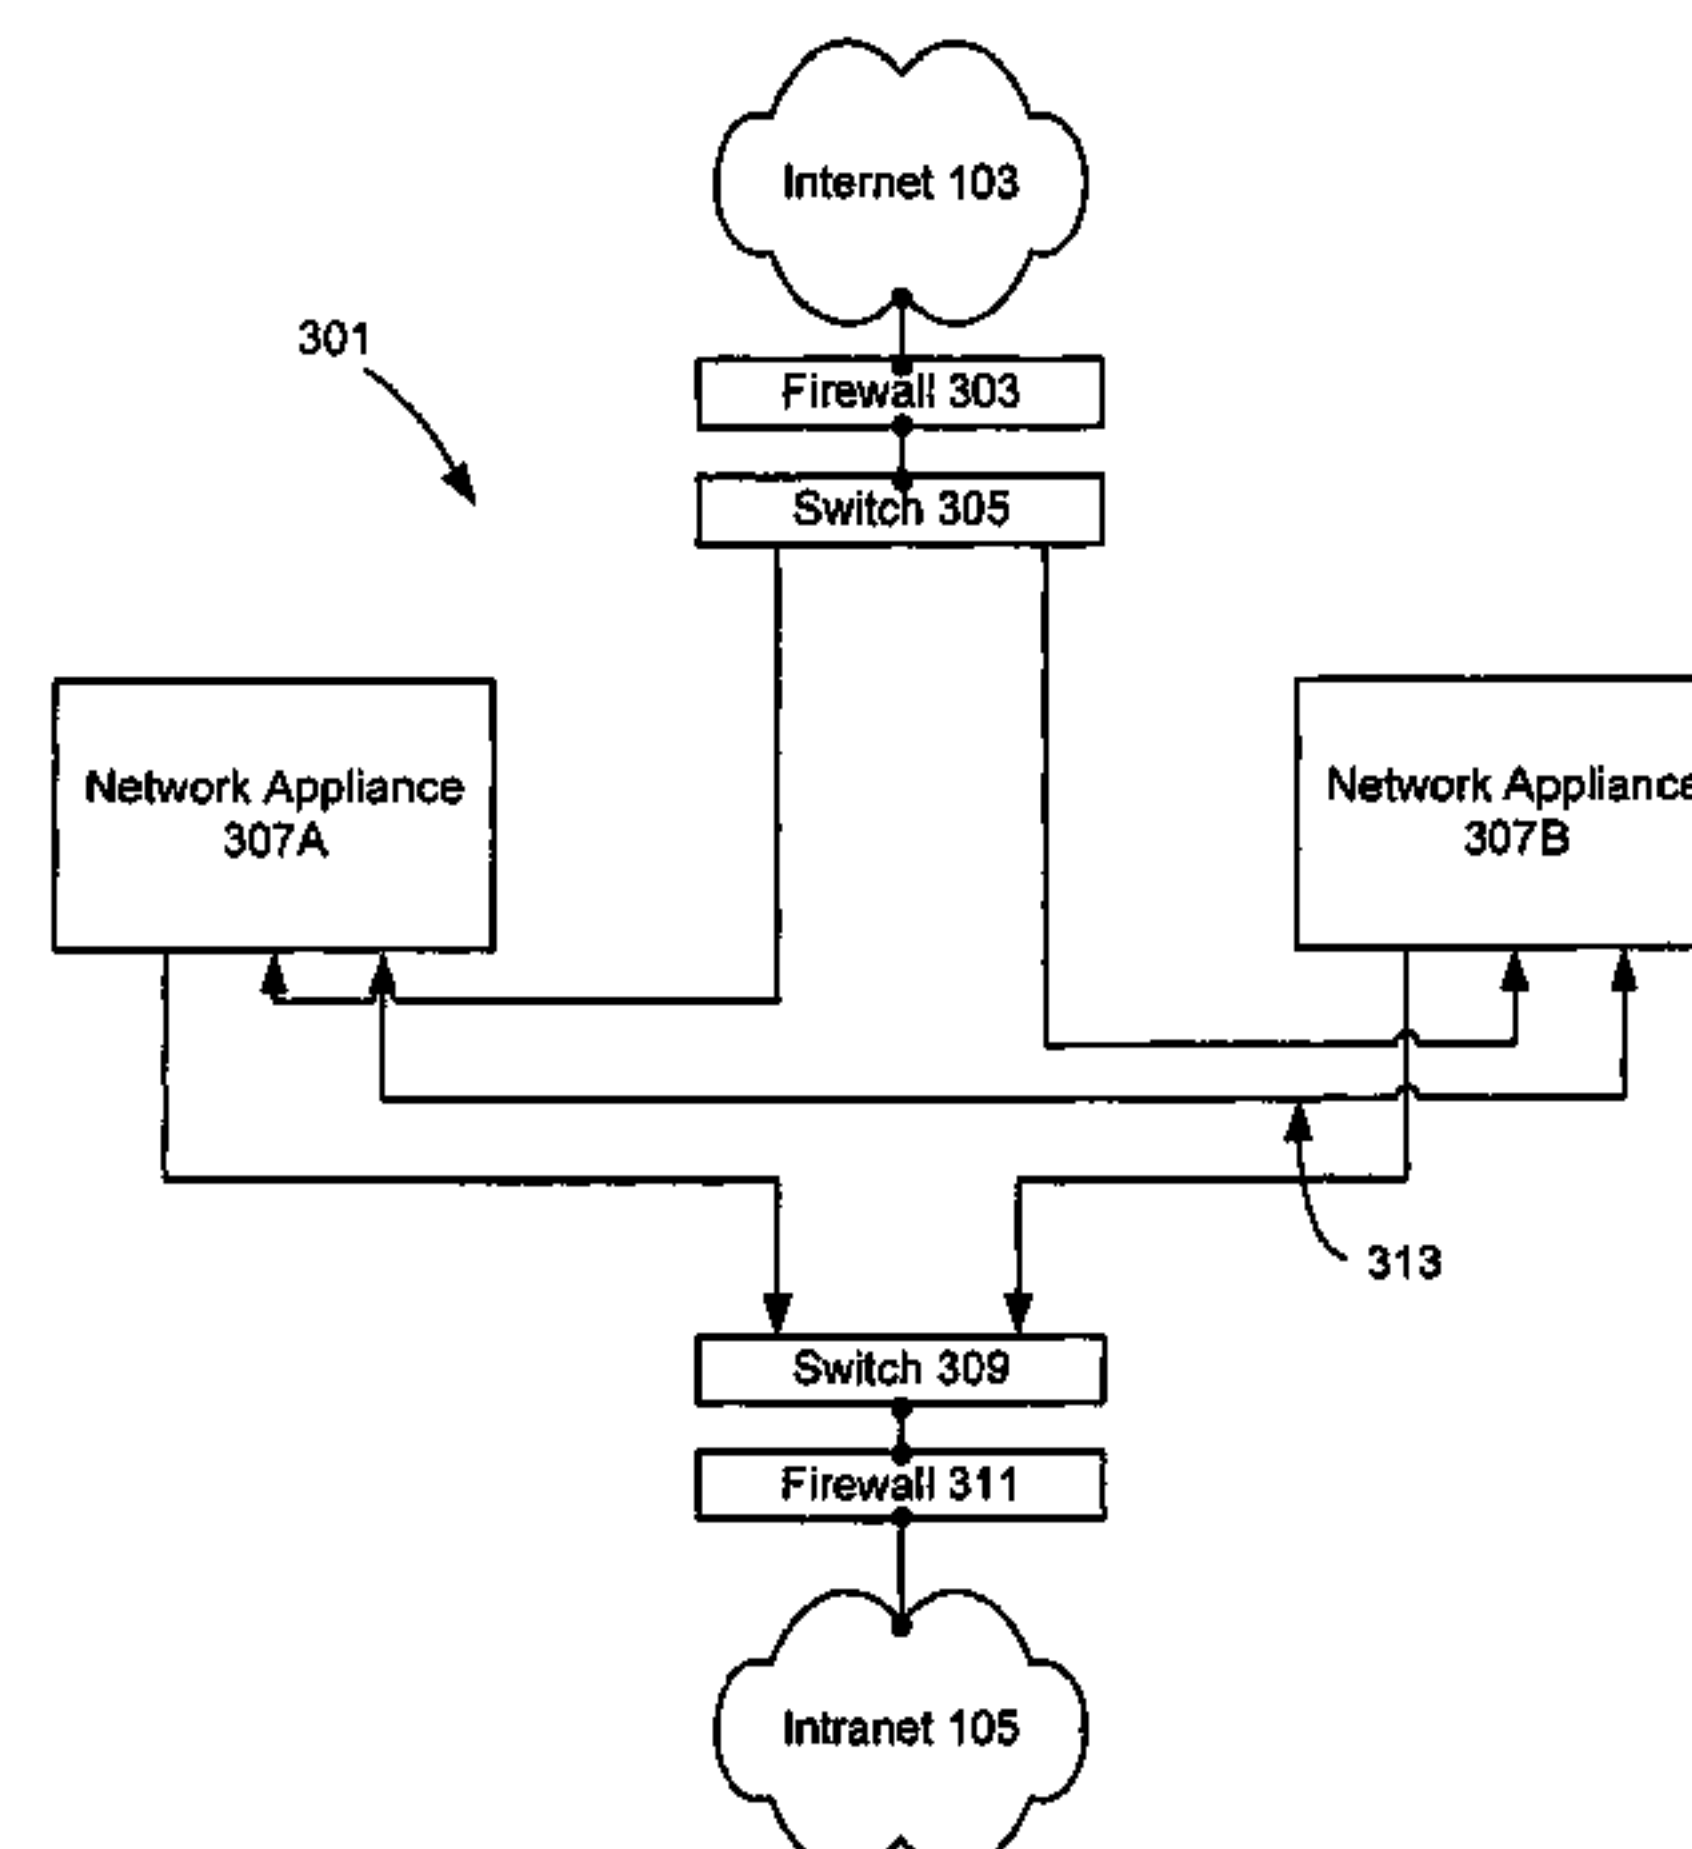 Internet 103
301
Firewall 303
Switch 305
Network Appliance
307A
Network Appliance
307B
313
Switch 309
Firewall 311
Intranet 105